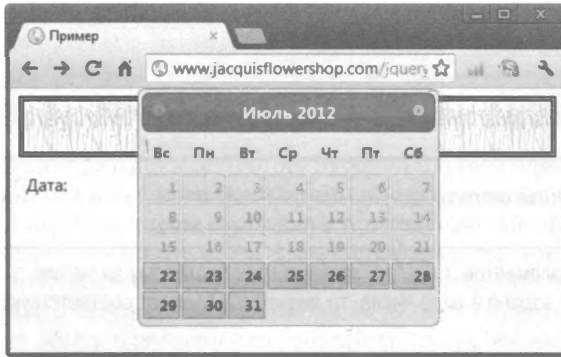 Пример
www.jacquisflowershop.com/jquery
Июль 2012
Вс Пн Вт Ср Чт Пт Сб
Дата:
1 2 3 4 5 6 7
8 9 10 11 12 13 14
15 16 17 18 19 20 21
22 23 24 25 26 27 28
29 30 31